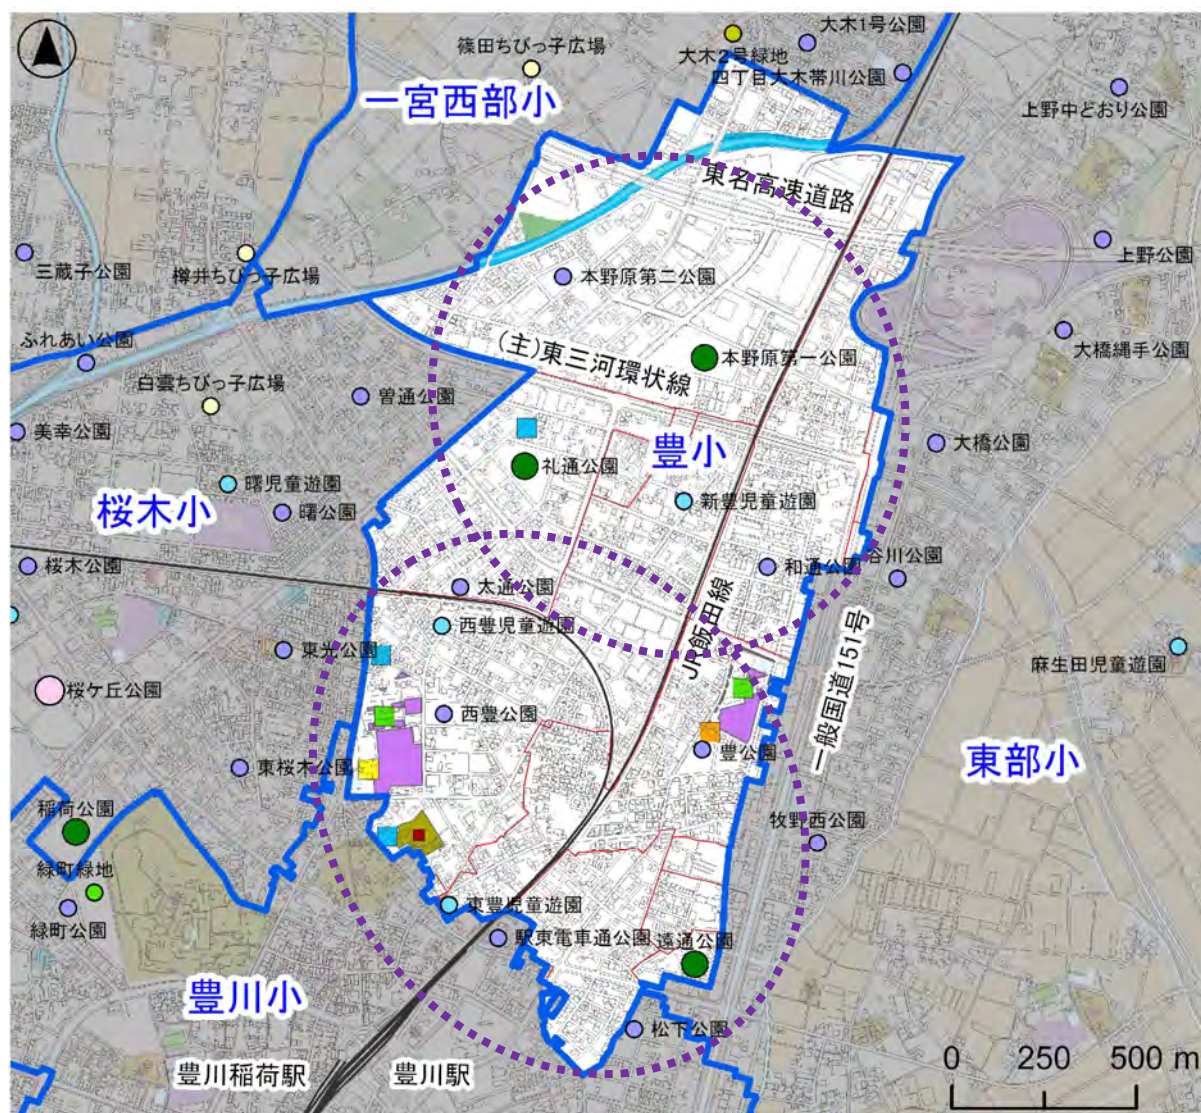 大木1号公園
篠田ちびっ子広場
大木2号緑地
四丁目大木帯川公園
一宮西部小
上野中どおり公園
東名高速道路
三蔵子公園
樽井ちびっ子広場
本野原第二公園
上野公園
ふれあい公園
(主)東三河環状線
本野原第一公園
大橋縄手公園
白雲ちびっ子広場
曽通公園
美幸公園
豊小
大橋公園
礼通公園
曙児童遊園
新豊児童遊園
桜木小
曙公園
桜木公園
太通公園
和通公園
谷川公園
西豊児童遊園
JR飯田線
東光公園
一般国道151号
麻生田児童遊園
桜ケ丘公園
西豊公園
豊公園
東桜木公園
東部小
稲荷公園
牧野西公園
緑町緑地
東豊児童遊園
緑町公園
駅東電車通公園
遠通公園
豊川小
松下公園
豊川稲荷駅
豊川駅
0 250 500 m